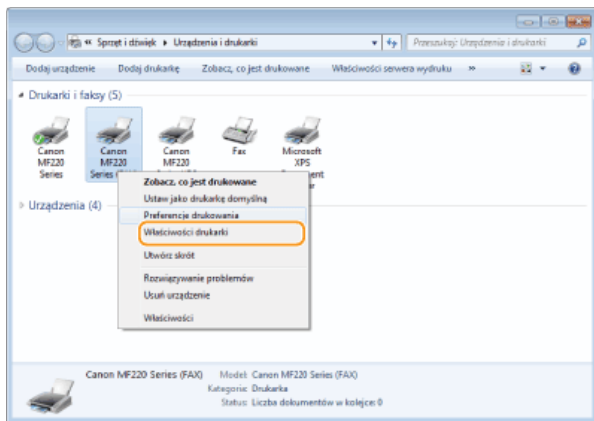 « Sprzęt i dźwięk ▸ Urządzenia i drukarki
Przeszukaj: Urządzenia i drukarki
Dodaj urządzenie Dodaj drukarkę Zobacz, co jest drukowane Właściwości serwera wydruku »
Drukarki i faksy (5)
Canon MF220 Series
Canon MF220 Series
Canon MF220
Fax
Microsoft XPS
Zobacz, co jest drukowane
Ustaw jako drukarkę domyślną
Preferencje drukowania
Właściwości drukarki
Utwórz skrót
Rozwiązywanie problemów
Usuń urządzenie
Właściwości
Urządzenia (4)
Canon MF220 Series (FAX) Model: Canon MF220 Series (FAX)
Kategoria: Drukarka
Status: Liczba dokumentów w kolejce: 0